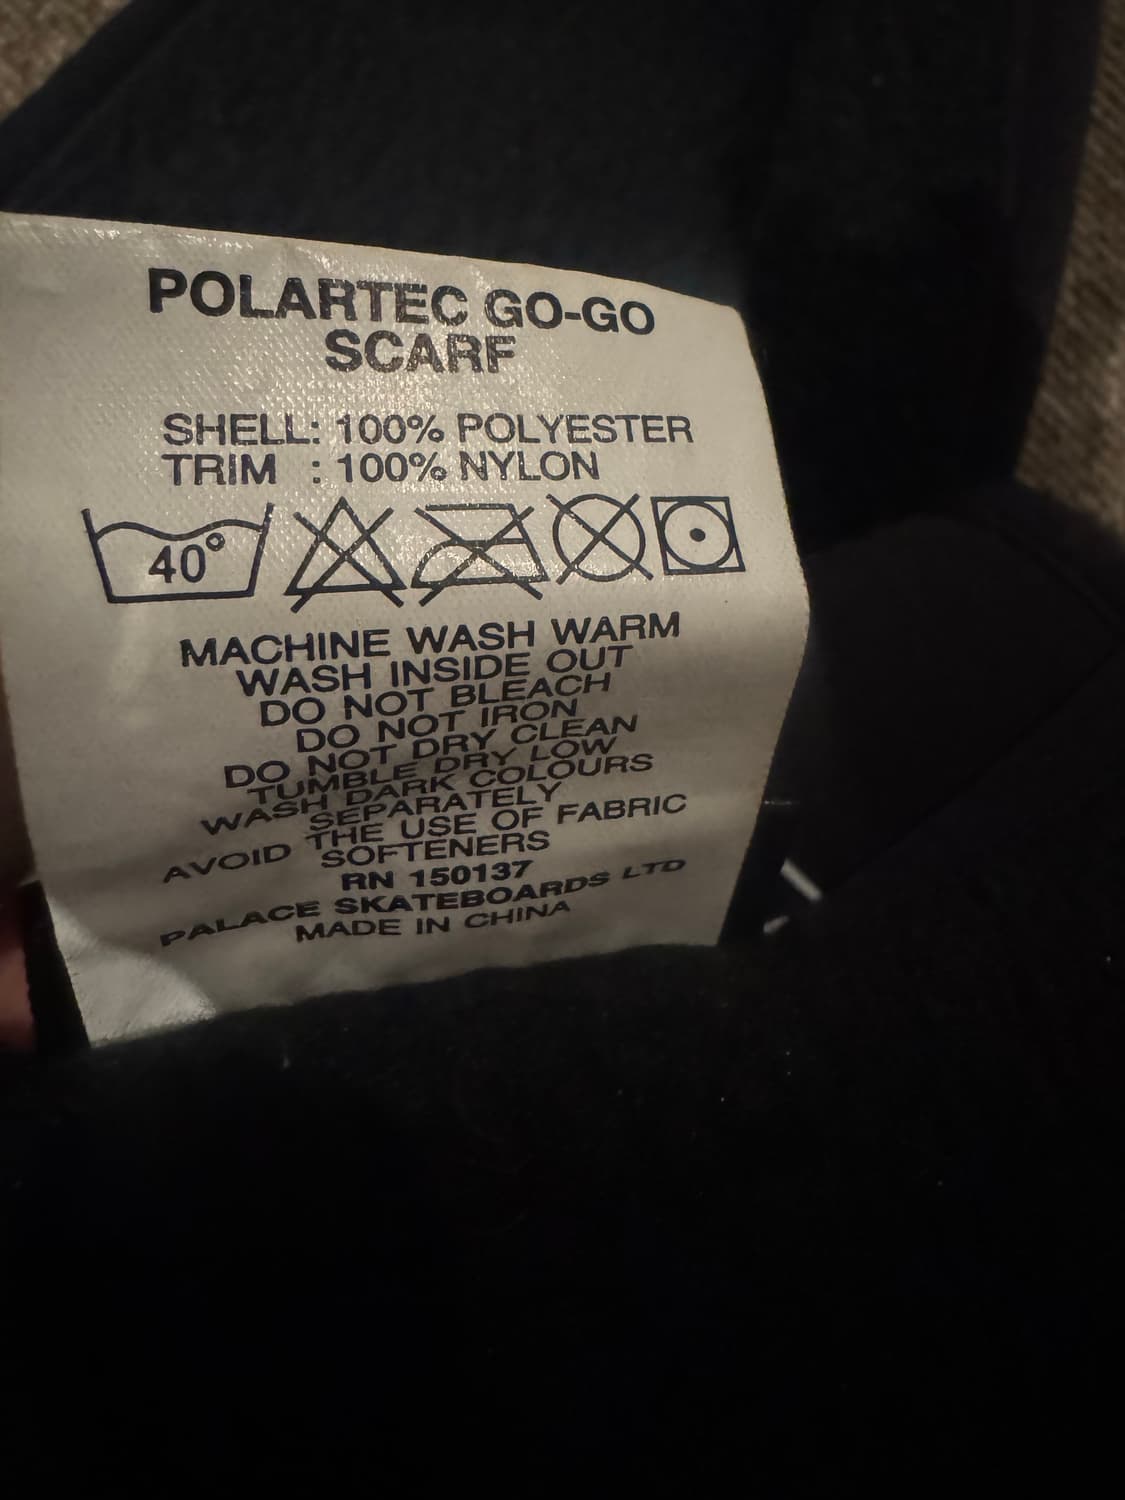 POLARTEC GO-GO
SCARF
SHELL: 100% POLYESTER
TRIM : 100% NYLON
40°
MACHINE WASH WARM
WASH INSIDE OUT
DO NOT BLEACH
DO NOT IRON
DO NOT DRY CLEAN
TUMBLE DRY LOW
WASH DARK COLOURS
SEPARATELY
AVOID THE USE OF FABRIC
SOFTENERS
RN 150137
PALACE SKATEBOARDS LTD
MADE IN CHINA